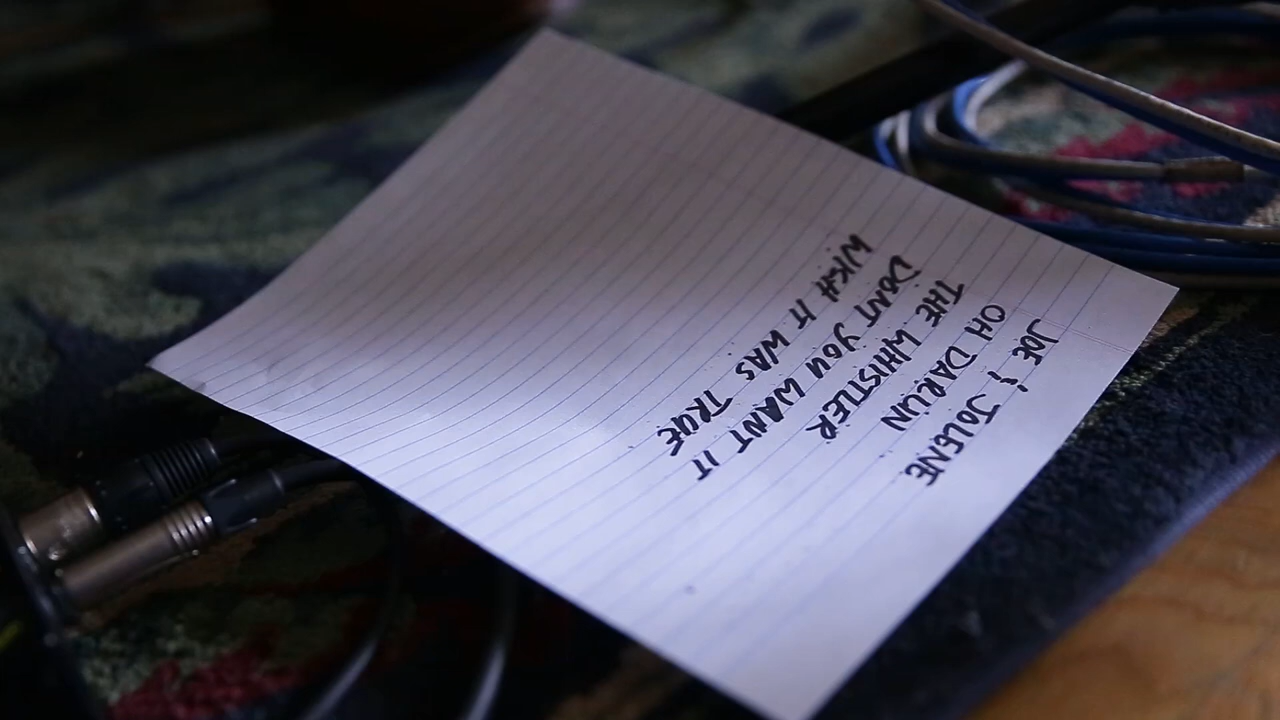 JOE & JOLENE
OH DARLIN
THE WHISTLER
DONT YOU WANT IT
WISH IT WAS TRUE